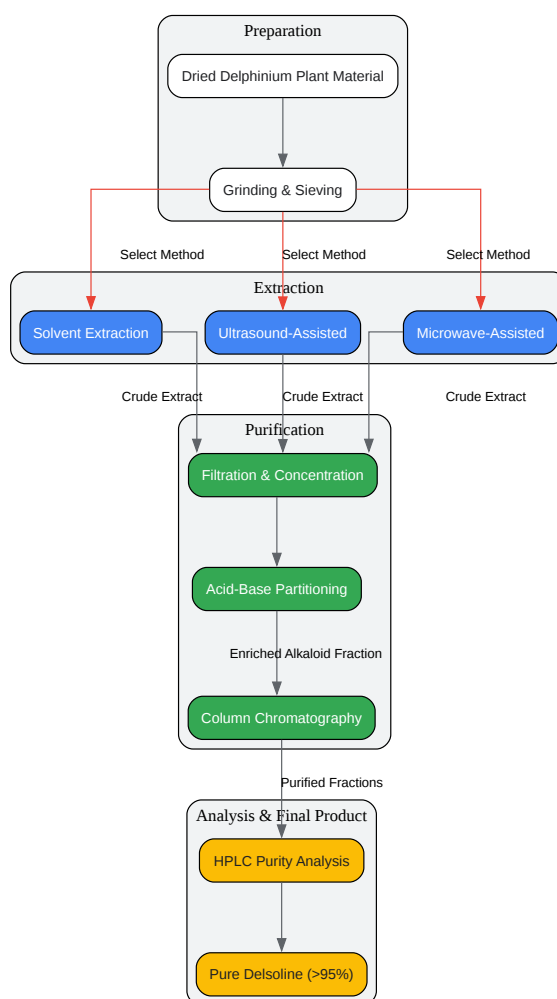 Preparation
Dried Delphinium Plant Material
Grinding & Sieving
Select Method
Select Method
Select Method
Extraction
Solvent Extraction
Ultrasound-Assisted
Microwave-Assisted
Crude Extract
Crude Extract
Crude Extract
Purification
Filtration & Concentration
Acid-Base Partitioning
Enriched Alkaloid Fraction
Column Chromatography
Purified Fractions
Analysis & Final Product
HPLC Purity Analysis
Pure Delsoline (>95%)